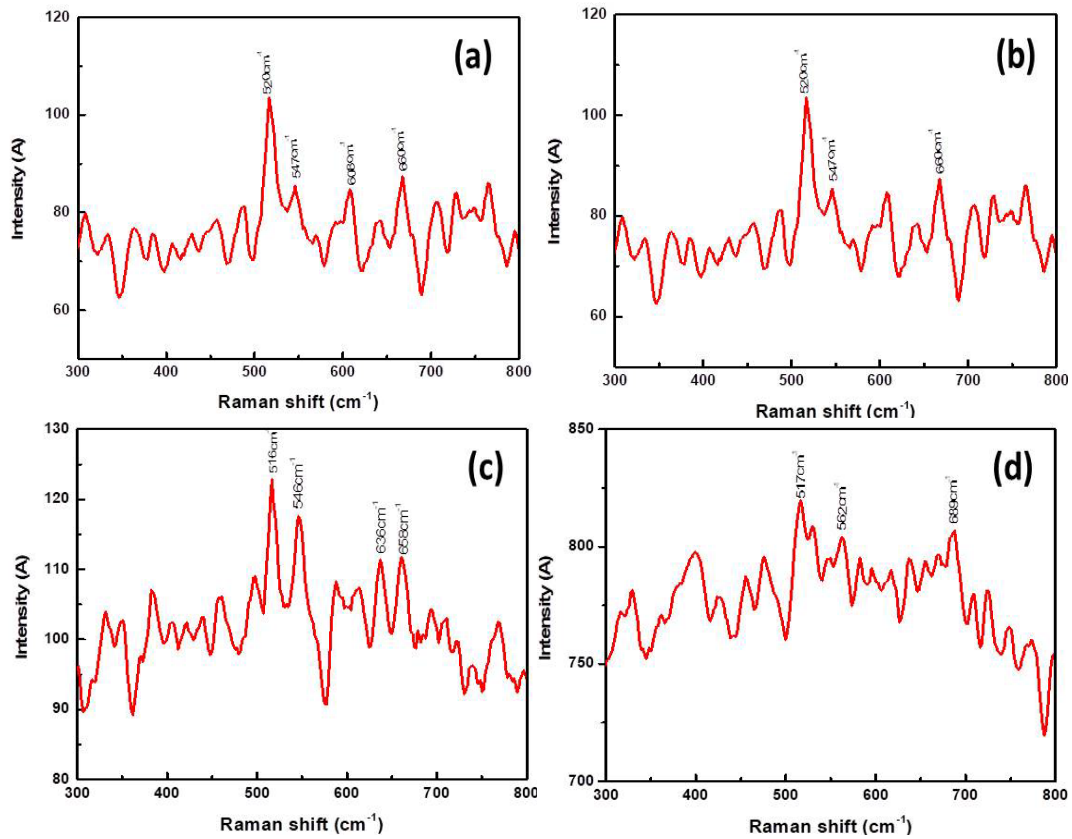 (a)
520cm⁻¹
547cm⁻¹
608cm⁻¹
660cm⁻¹
120
100
80
60
Intensity (A)
300 400 500 600 700 800
Raman shift (cm⁻¹)
(b)
520cm⁻¹
547cm⁻¹
660cm⁻¹
120
100
80
60
Intensity (A)
300 400 500 600 700 800
Raman shift (cm⁻¹)
(c)
516cm⁻¹
546cm⁻¹
636cm⁻¹
658cm⁻¹
130
120
110
100
90
80
Intensity (A)
300 400 500 600 700 800
Raman shift (cm⁻¹)
(d)
517cm⁻¹
562cm⁻¹
689cm⁻¹
850
800
750
700
Intensity (A)
300 400 500 600 700 800
Raman shift (cm⁻¹)